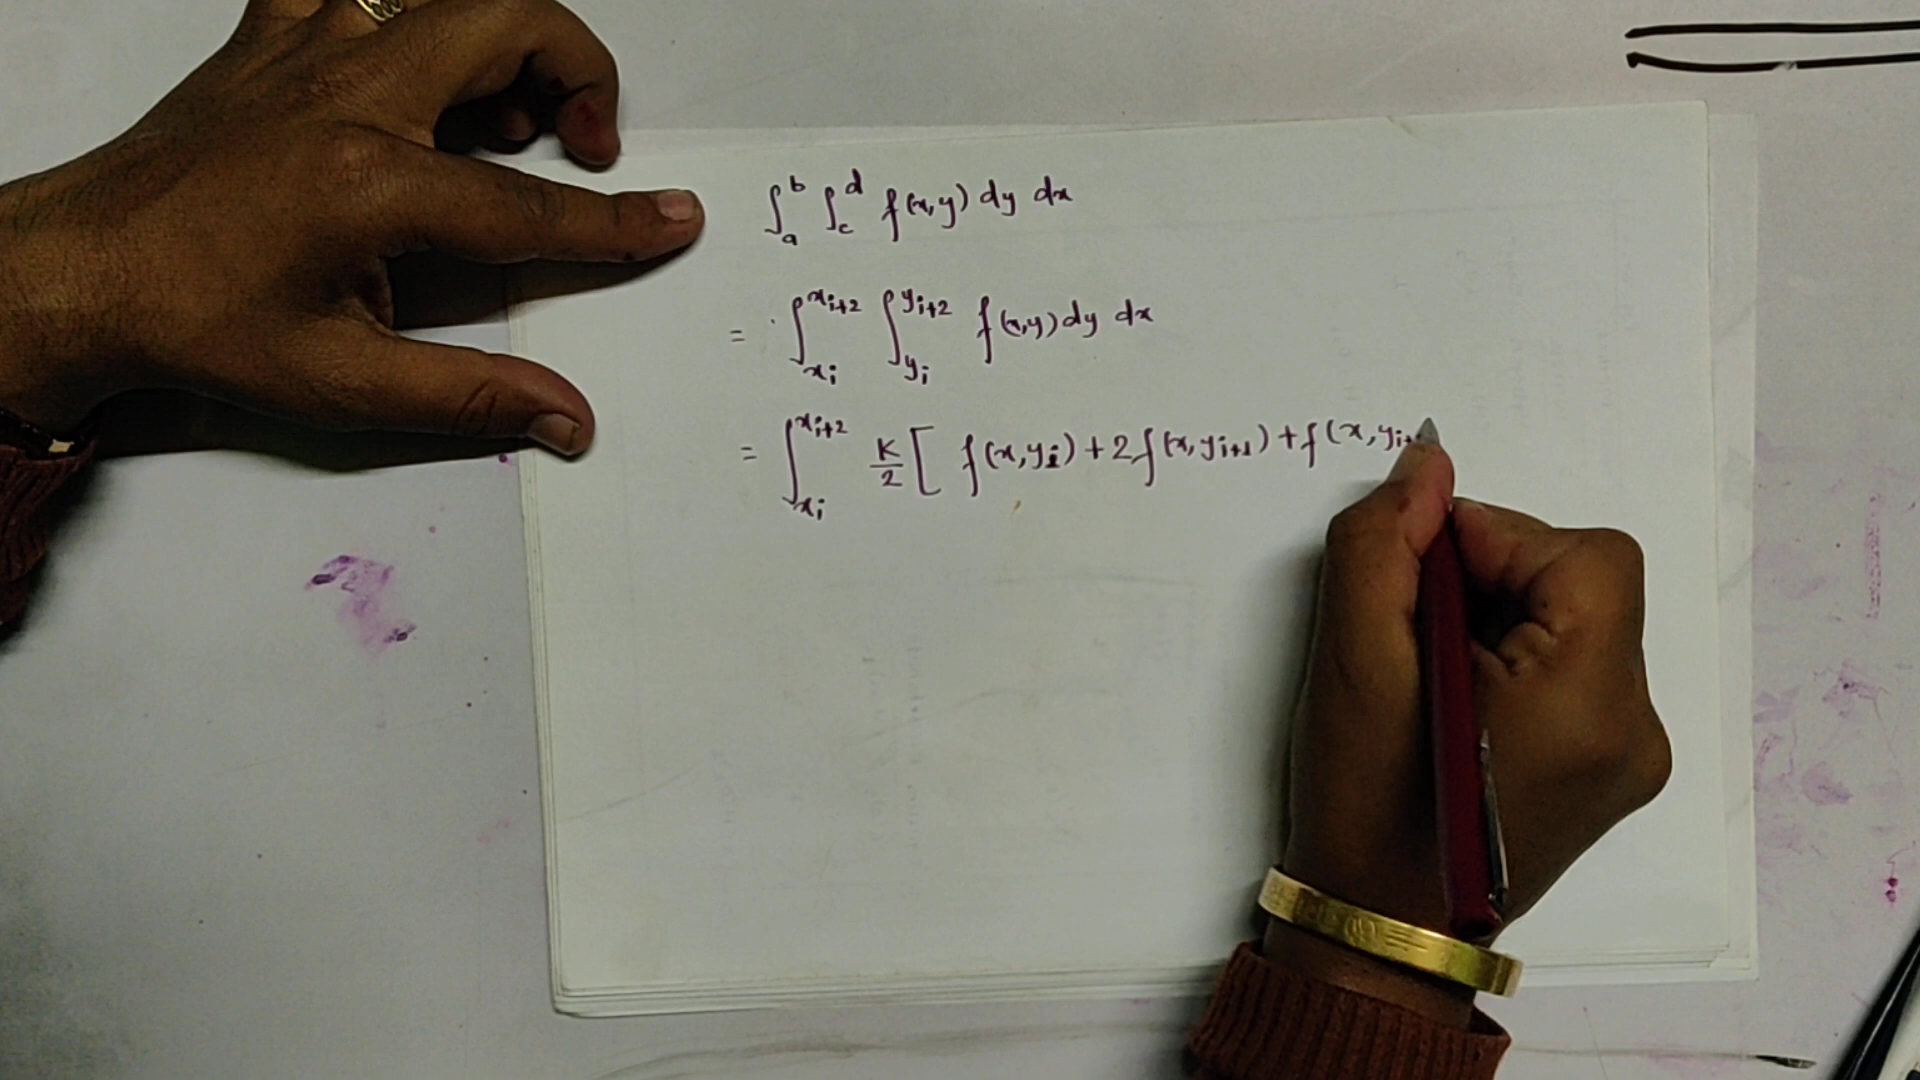 ∫_a^b ∫_c^d f(x,y) dy dx
= ∫_{x_i}^{x_{i+2}} ∫_{y_i}^{y_{i+2}} f(x,y) dy dx
= ∫_{x_i}^{x_{i+2}} K/2 [ f(x,y_i) + 2f(x,y_{i+1}) + f(x,y_{i+